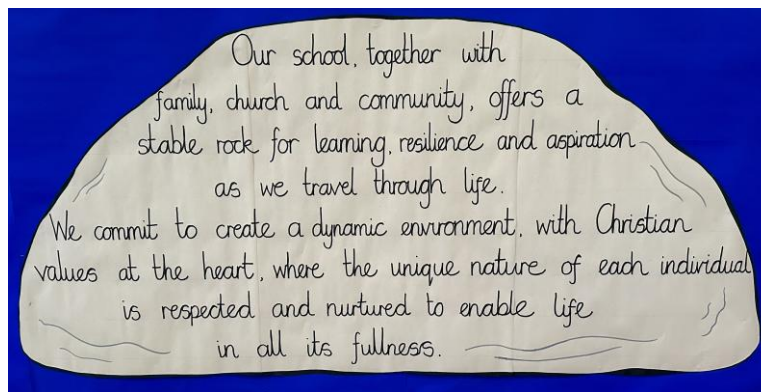 Our school, together with
family, church and community, offers a
stable rock for learning, resilience and aspiration
as we travel through life.
We commit to create a dynamic environment, with Christian
values at the heart, where the unique nature of each individual
is respected and nurtured to enable life
in all its fullness.